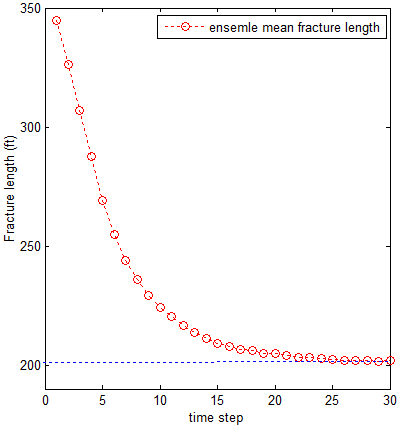 350
ensemle mean fracture length
300
250
200
Fracture length (ft)
0 5 10 15 20 25 30
time step